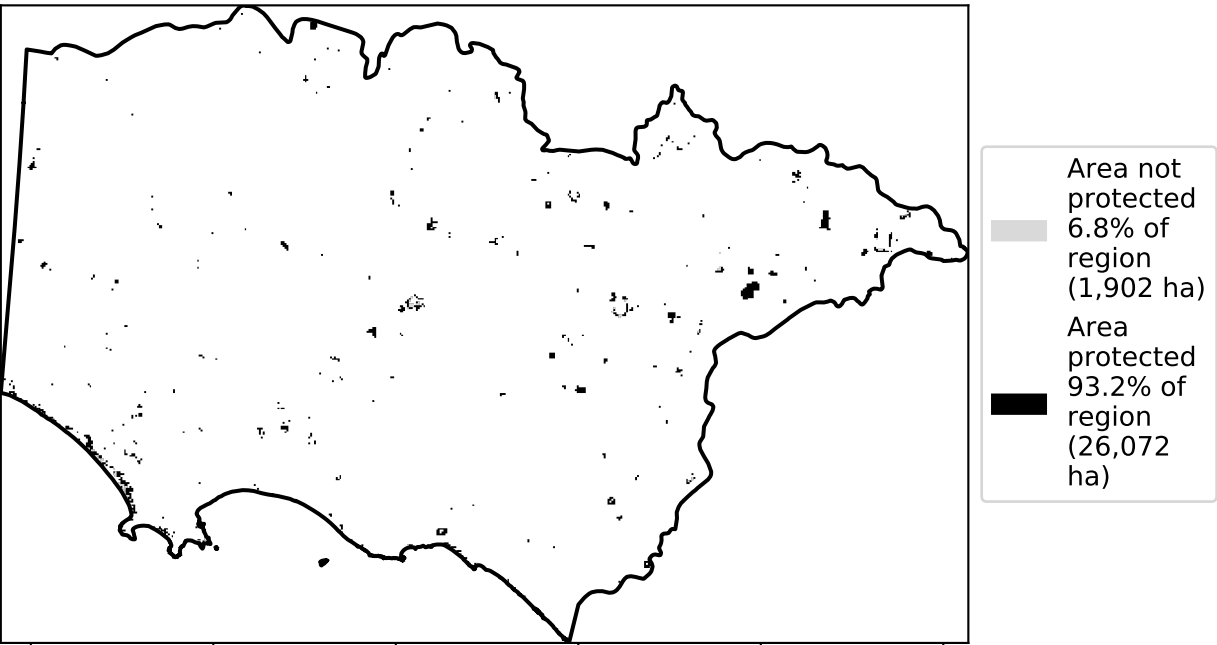 Area not
protected
6.8% of
region
(1,902 ha)
Area
protected
93.2% of
region
(26,072
ha)